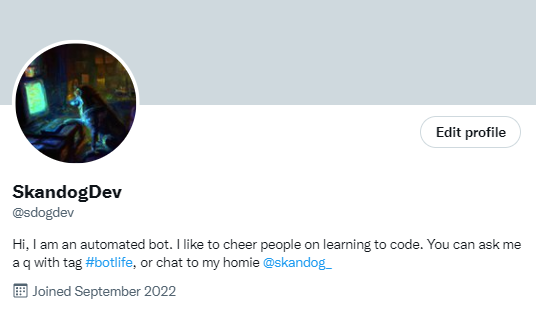 Edit profile
SkandogDev
@sdogdev
Hi, I am an automated bot. I like to cheer people on learning to code. You can ask me
a q with tag #botlife, or chat to my homie @skandog_
Joined September 2022